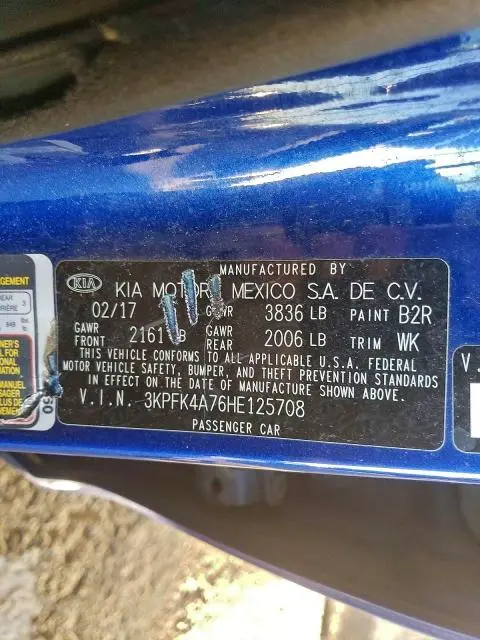 MANUFACTURED BY
KIA KIA MOTORS MEXICO S.A. DE C.V.
02/17 GVWR 3836 LB PAINT B2R
GAWR FRONT 2161 LB GAWR REAR 2006 LB TRIM WK
THIS VEHICLE CONFORMS TO ALL APPLICABLE U.S.A. FEDERAL
MOTOR VEHICLE SAFETY, BUMPER, AND THEFT PREVENTION STANDARDS
IN EFFECT ON THE DATE OF MANUFACTURE SHOWN ABOVE.
V.I.N. 3KPFK4A76HE125708
PASSENGER CAR